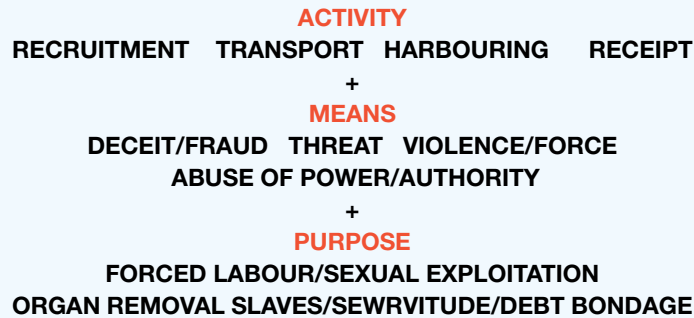 ACTIVITY
RECRUITMENT TRANSPORT HARBOURING RECEIPT
+
MEANS
DECEIT/FRAUD THREAT VIOLENCE/FORCE
ABUSE OF POWER/AUTHORITY
+
PURPOSE
FORCED LABOUR/SEXUAL EXPLOITATION
ORGAN REMOVAL SLAVES/SEWRVITUDE/DEBT BONDAGE